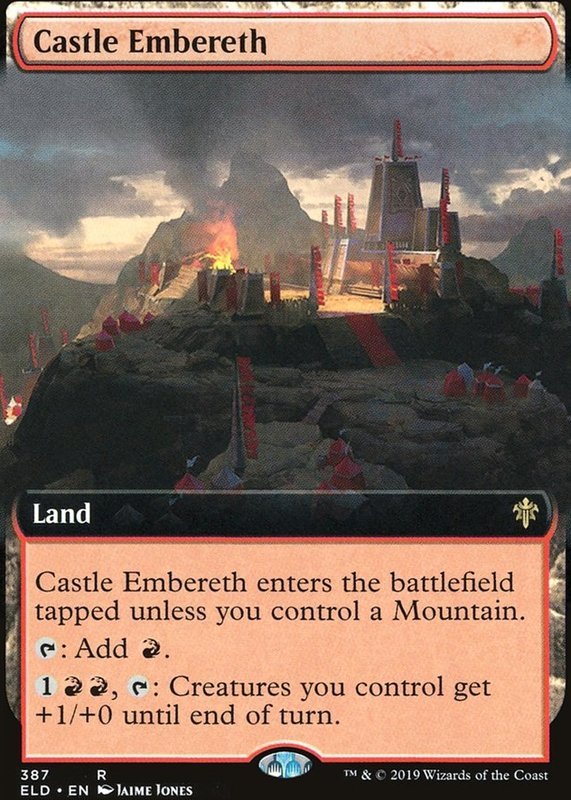 Castle Embereth
Land
Castle Embereth enters the battlefield
tapped unless you control a Mountain.
: Add .
1, : Creatures you control get
+1/+0 until end of turn.
387 R
ELD • EN Jaime Jones
™ & © 2019 Wizards of the Coast